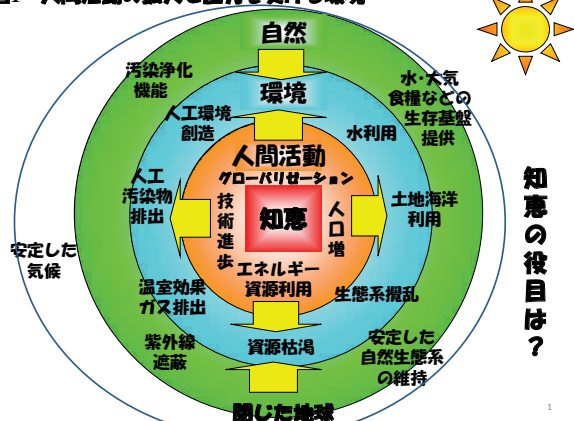 自然
汚染浄化
機能
環境
水・大気
食糧などの
生存基盤
提供
人工環境
創造
水利用
人間活動
グローバリゼーション
人工
汚染物
排出
技術進歩
知恵
人口増
土地海洋
利用
知恵の役目は?
安定した
気候
エネルギー
資源利用
温室効果
ガス排出
生態系攪乱
紫外線
遮蔽
資源枯渇
安定した
自然生態系
の維持
閉じた地球
1